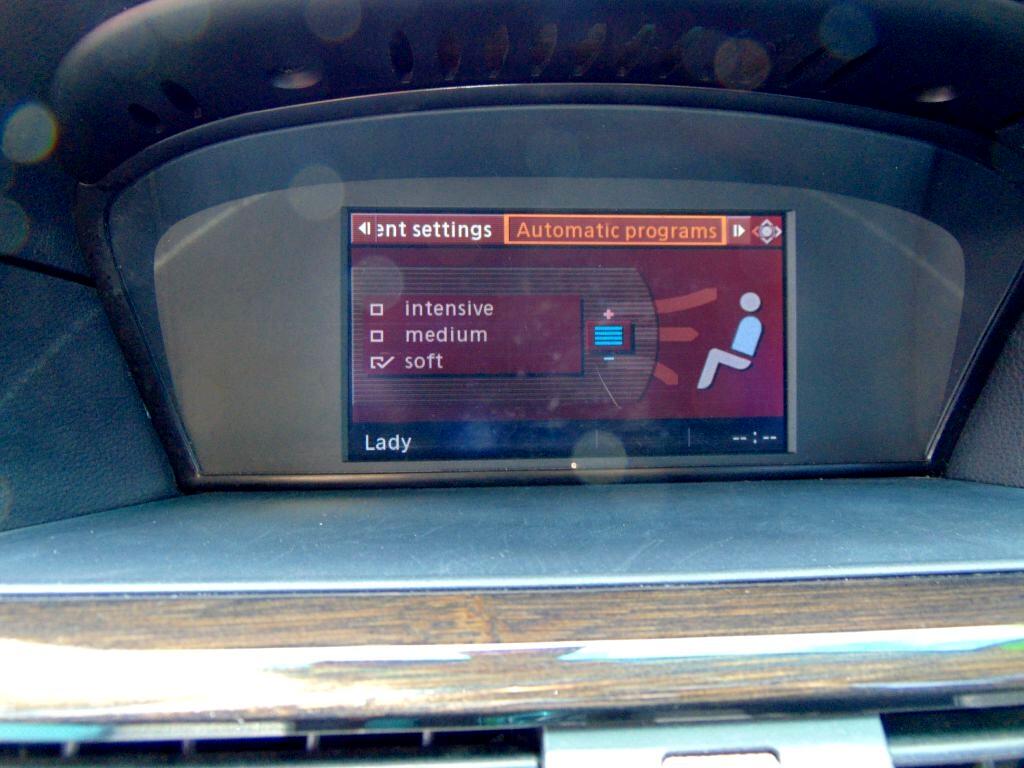 ent settings Automatic programs
intensive
medium
soft
Lady --:--